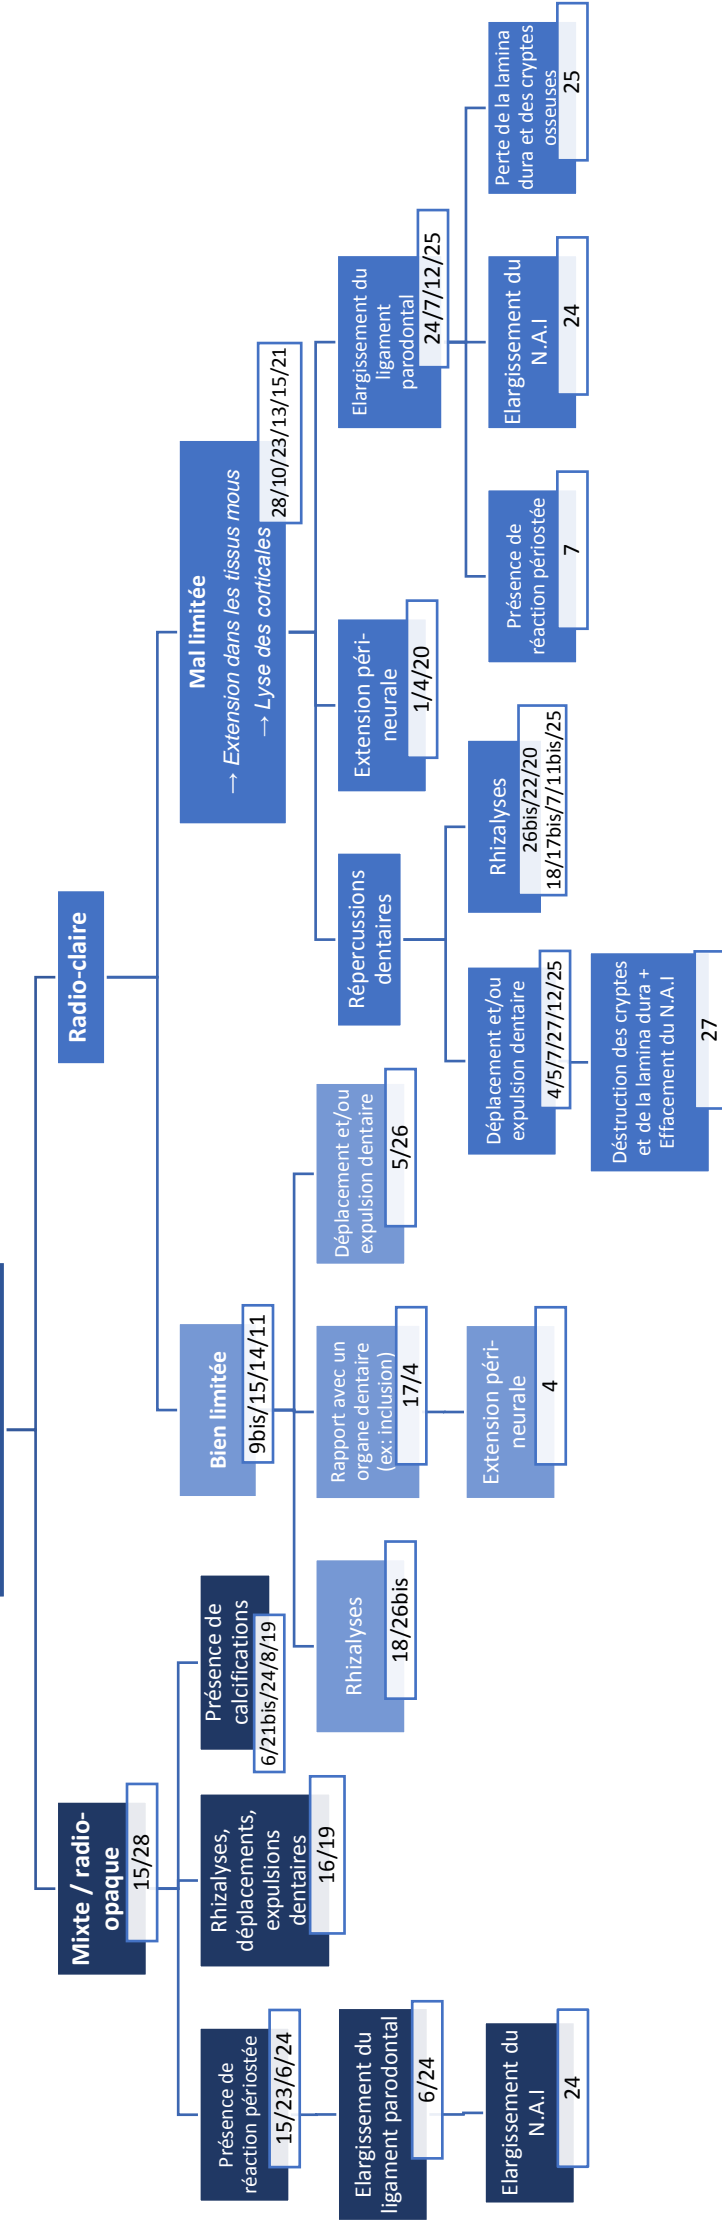 Mixte / radio-
opaque
15/28
Radio-claire
Présence de
réaction périostée
15/23/6/24
Elargissement du
ligament parodontal
6/24
Elargissement du
N.A.I
24
Rhizalyses,
déplacements,
expulsions
dentaires
16/19
Présence de
calcifications
6/21bis/24/8/19
Bien limitée
9bis/15/14/11
Rhizalyses
18/26bis
Rapport avec un
organe dentaire
(ex: inclusion)
17/4
Extension péri-
neurale
4
Déplacement et/ou
expulsion dentaire
5/26
Mal limitée
→ Extension dans les tissus mous
→ Lyse des corticales
28/10/23/13/15/21
Répercussions
dentaires
Déplacement et/ou
expulsion dentaire
4/5/7/27/12/25
Déstruction des cryptes
et de la lamina dura +
Effacement du N.A.I
27
Rhizalyses
26bis/22/20
18/17bis/7/11bis/25
Extension péri-
neurale
1/4/20
Elargissement du
ligament
parodontal
24/7/12/25
Présence de
réaction périostée
7
Elargissement du
N.A.I
24
Perte de la lamina
dura et des cryptes
osseuses
25